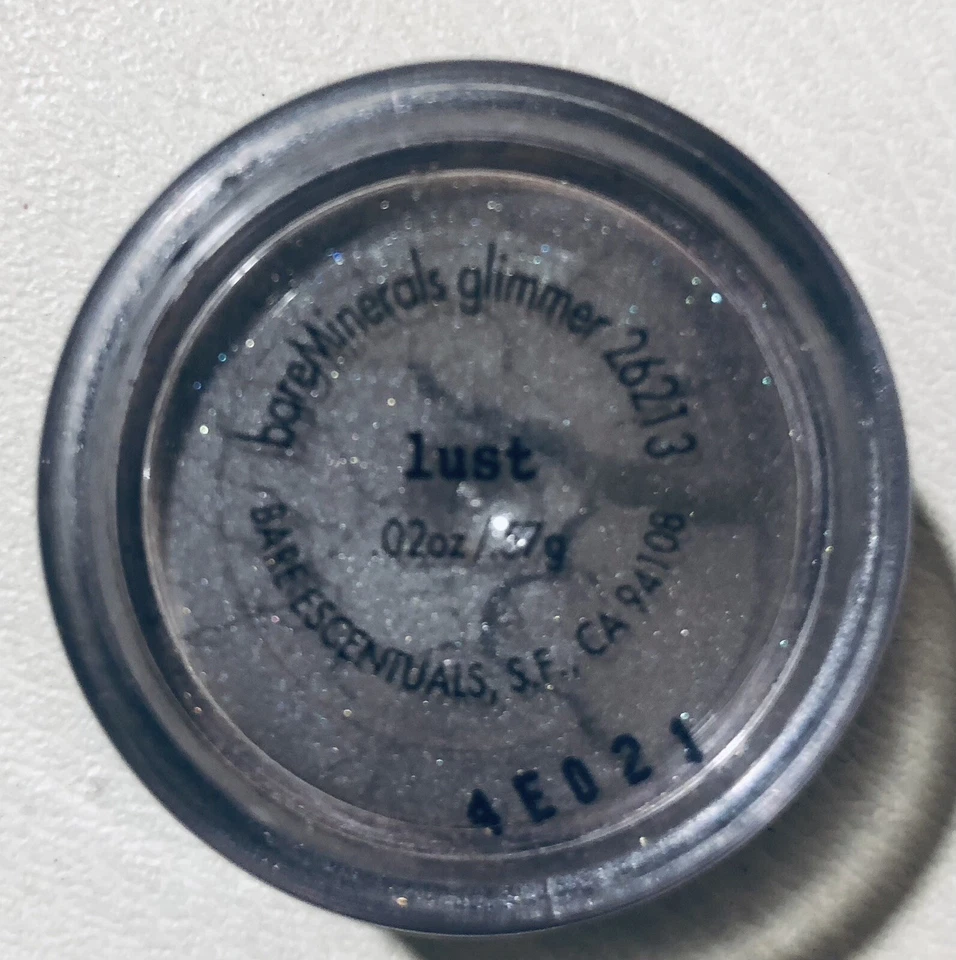 bareMinerals glimmer 26213
lust
.02oz/.57g
BARE ESCENTUALS, S.F., CA 94108
4E021